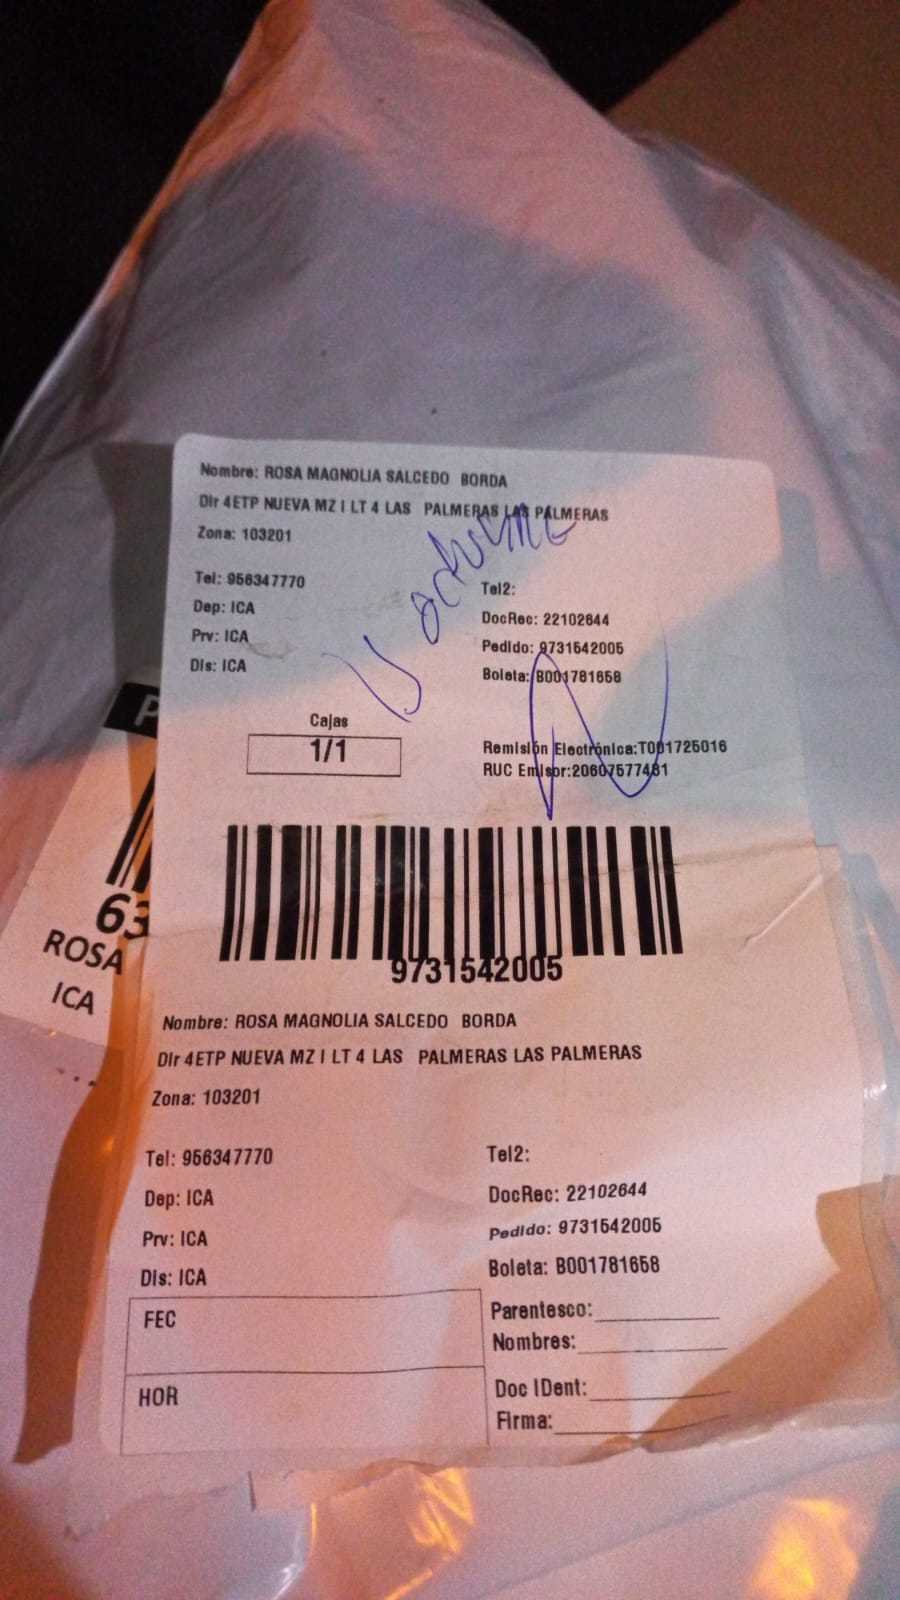 Nombre: ROSA MAGNOLIA SALCEDO BORDA
Dir 4ETP NUEVA MZ I LT 4 LAS PALMERAS LAS PALMERAS
Zona: 103201
Tel: 956347770
Tel2:
Dep: ICA
DocRec: 22102644
Prv: ICA
Pedido: 9731542005
Dis: ICA
Boleta: B001781658
Cajas
1/1
Remisión Electrónica:T001725016
RUC Emisor:20607577481
9731542005
P
63
ROSA
ICA
Nombre: ROSA MAGNOLIA SALCEDO BORDA
Dir 4ETP NUEVA MZ I LT 4 LAS PALMERAS LAS PALMERAS
Zona: 103201
Tel: 956347770
Tel2:
Dep: ICA
DocRec: 22102644
Prv: ICA
Pedido: 9731542005
Dis: ICA
Boleta: B001781658
FEC
Parentesco:
Nombres:
HOR
Doc IDent:
Firma: